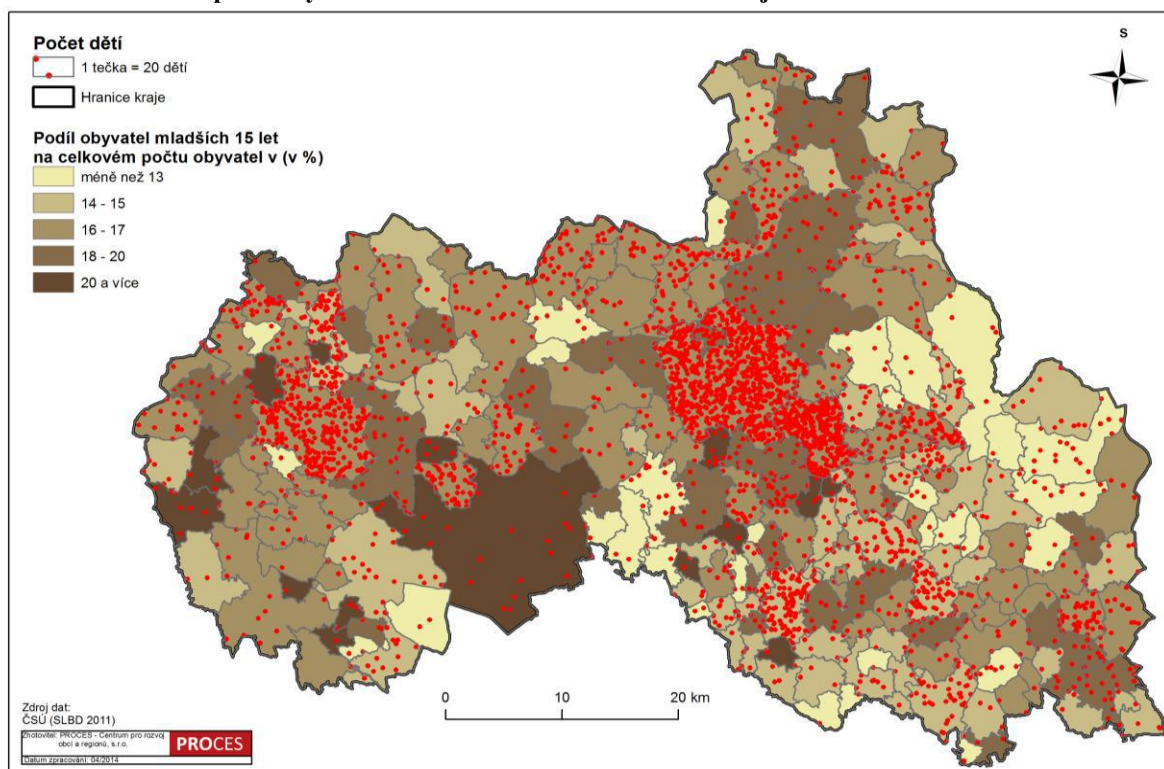 Počet dětí
1 tečka = 20 dětí
Hranice kraje
Podíl obyvatel mladších 15 let
na celkovém počtu obyvatel v (v %)
méně než 13
14 - 15
16 - 17
18 - 20
20 a více
S
0 10 20 km
Zdroj dat:
ČSÚ (SLBD 2011)
Zhotovitel: PROCES - Centrum pro rozvoj
obcí a regionů, s.r.o.
PROCES
Datum zpracování: 04/2014